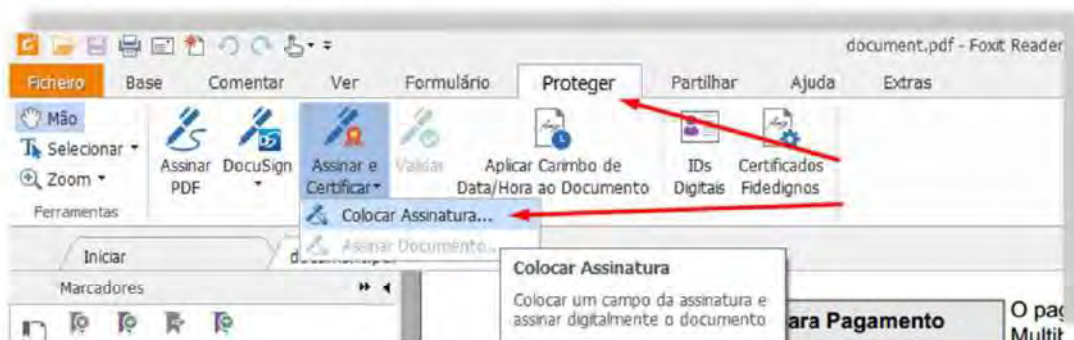 document.pdf - Foxit Reader
Ficheiro Base Comentar Ver Formulário Proteger Partilhar Ajuda Extras
Mão
Selecionar
Zoom
Ferramentas
Assinar PDF
DocuSign
Assinar e Certificar
Validar
Aplicar Carimbo de Data/Hora ao Documento
IDs Digitais
Certificados Fidedignos
Colocar Assinatura...
Assinar Documento...
Iniciar
Marcadores
Colocar Assinatura
Colocar um campo da assinatura e
assinar digitalmente o documento
ara Pagamento
O pag
Multib